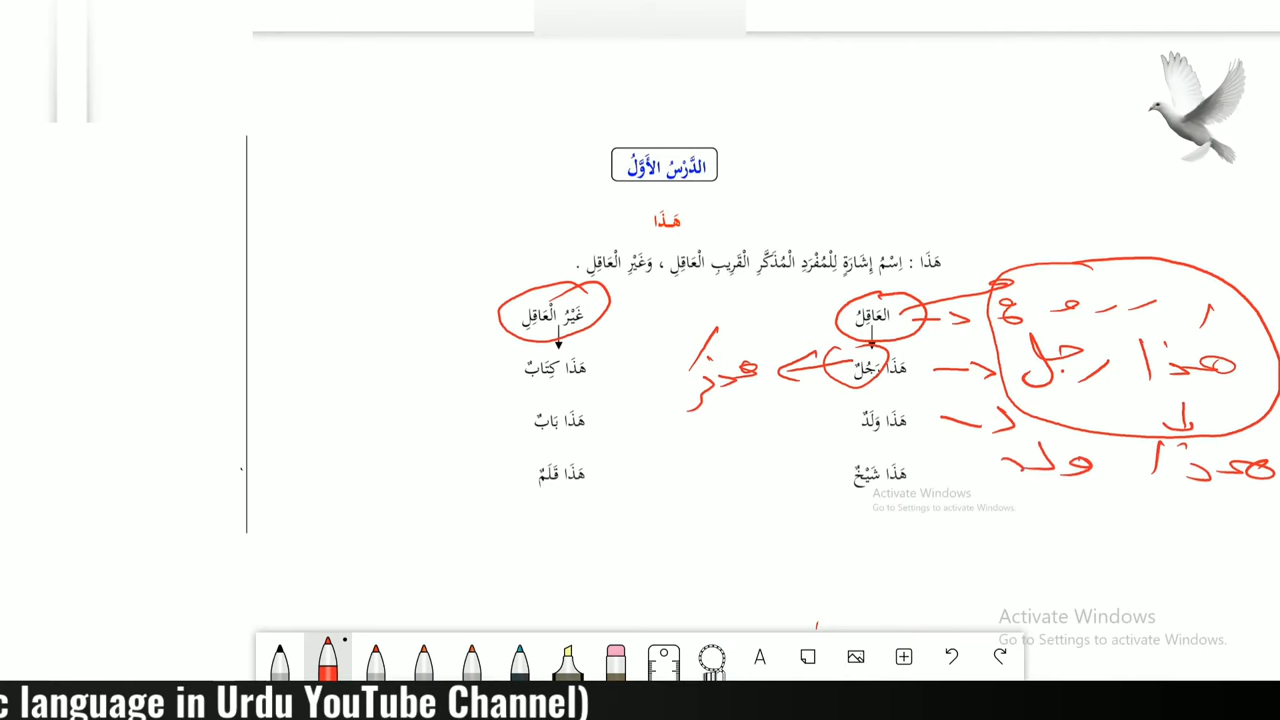 الدَّرْسُ الأَوَّلُ
هَـذَا
هَذَا : اِسْمُ إِشَارَةٍ لِلْمُفْرَدِ الْمُذَكَّرِ الْقَرِيبِ الْعَاقِلِ ، وَغَيْرِ الْعَاقِلِ .
العَاقِلُ غَيْرُ الْعَاقِلِ
هَذَا رَجُلٌ هَذَا كِتَابٌ
هذا رجل
هَذَا وَلَدٌ هَذَا بَابٌ
هذا ولد
هَذَا شَيْخٌ هَذَا قَلَمٌ
Activate Windows
Go to Settings to activate Windows.
Activate Windows
Go to Settings to activate Windows.
c language in Urdu YouTube Channel)